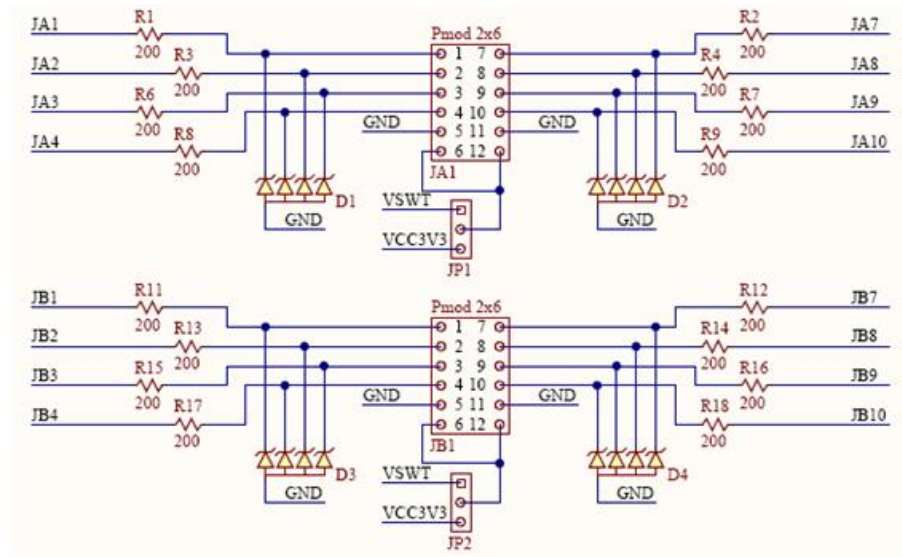 JA1 R1 200 R2 200 JA7
Pmod 2x6
JA2 R3 200 1 7 R4 200 JA8
2 8
JA3 R6 200 3 9 R7 200 JA9
4 10
GND 5 11 GND
JA4 R8 200 6 12 R9 200 JA10
JA1
D1 D2
VSWT
GND GND
VCC3V3
JP1
JB1 R11 200 R12 200 JB7
Pmod 2x6
JB2 R13 200 1 7 R14 200 JB8
2 8
JB3 R15 200 3 9 R16 200 JB9
4 10
GND 5 11 GND
JB4 R17 200 6 12 R18 200 JB10
JB1
D3 D4
VSWT
GND GND
VCC3V3
JP2